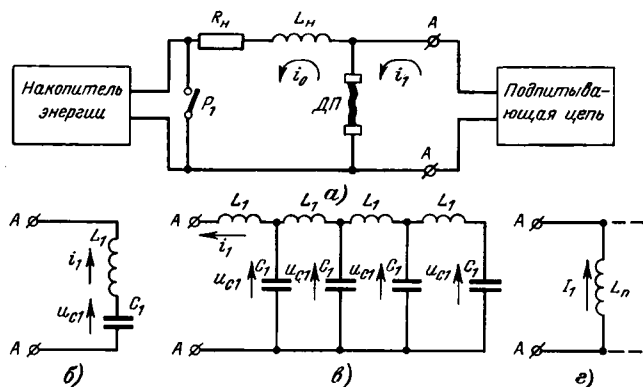 Rн
Lн
A
Накопитель
энергии
P₁
i₀
ДП
i₁
Подпитыва-
ющая цепь
A
а)
A
L₁
i₁
uc1
C₁
A
б)
A
L₁
L₁
L₁
L₁
i₁
uc1
C₁
uc1
C₁
uc1
C₁
uc1
C₁
A
в)
A
I₁
Lп
A
г)